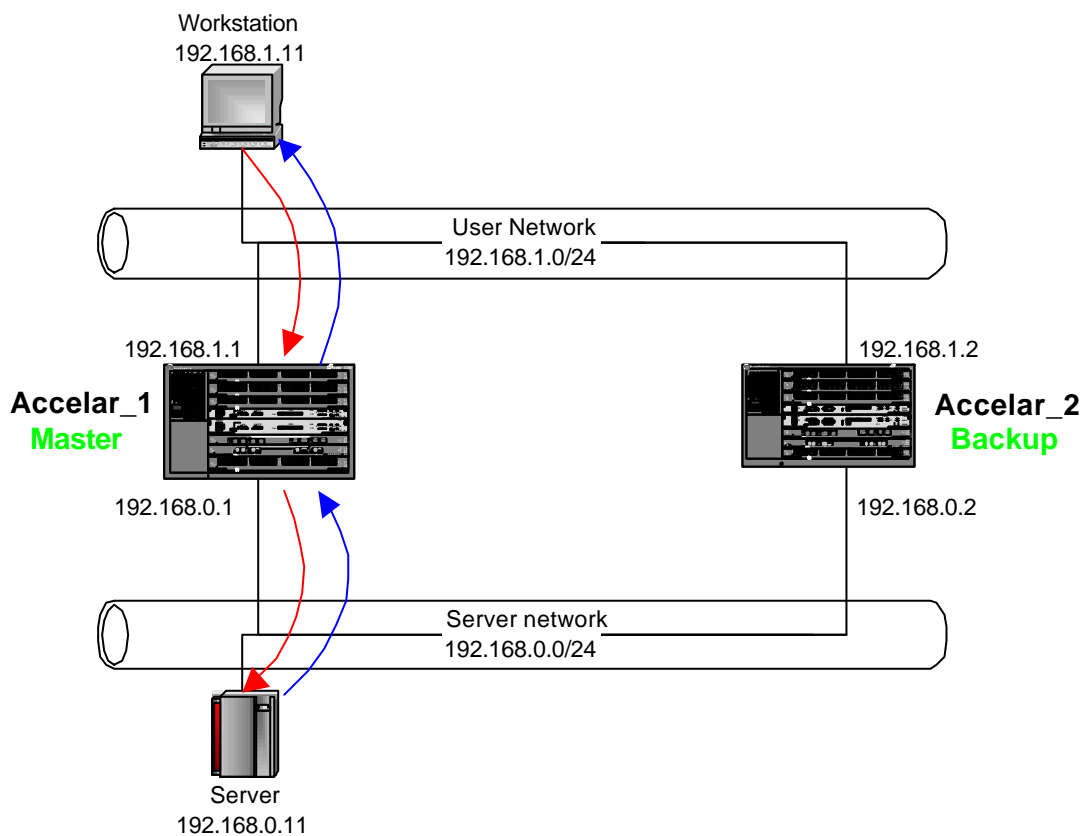 Workstation
192.168.1.11
User Network
192.168.1.0/24
192.168.1.1
192.168.1.2
Accelar_1
Master
Accelar_2
Backup
192.168.0.1
192.168.0.2
Server network
192.168.0.0/24
Server
192.168.0.11